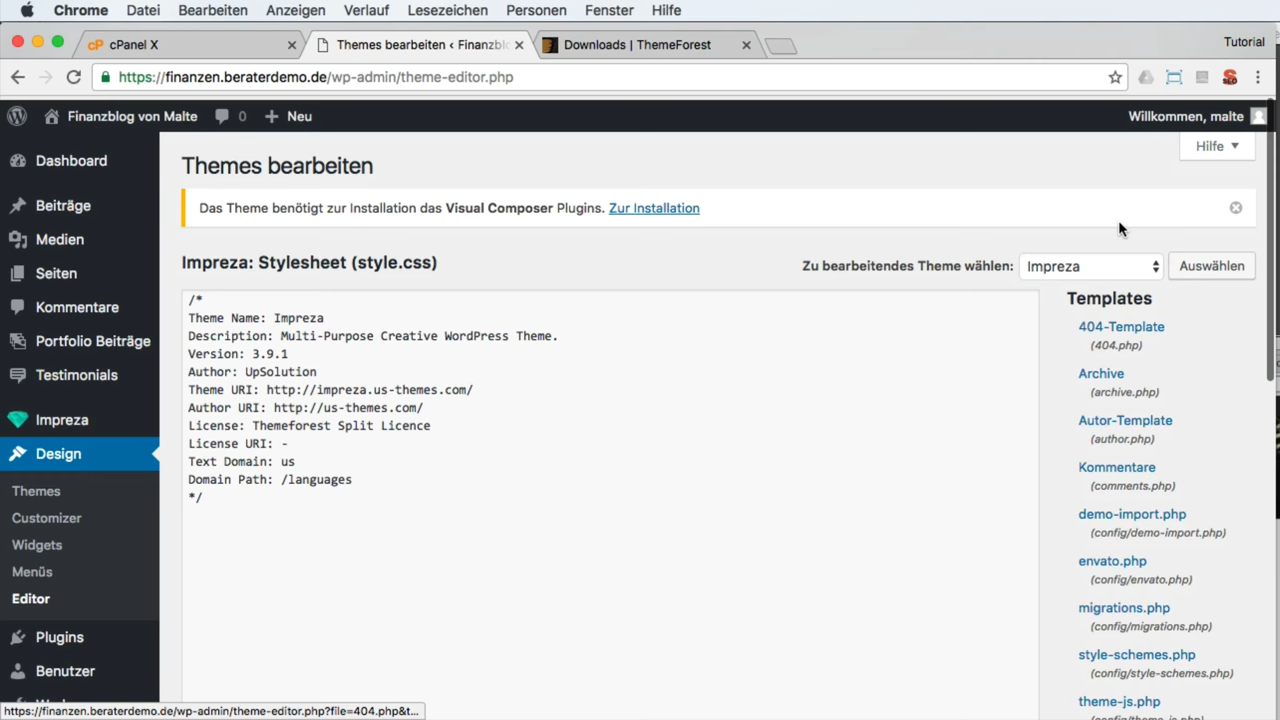 Chrome Datei Bearbeiten Anzeigen Verlauf Lesezeichen Personen Fenster Hilfe
cP cPanel X
Themes bearbeiten ‹ Finanzbl
Downloads | ThemeForest
Tutorial
https://finanzen.beraterdemo.de/wp-admin/theme-editor.php
Finanzblog von Malte 0 + Neu
Willkommen, malte
Hilfe
Dashboard
Beiträge
Medien
Seiten
Kommentare
Portfolio Beiträge
Testimonials
Impreza
Design
Themes
Customizer
Widgets
Menüs
Editor
Plugins
Benutzer
Themes bearbeiten
Das Theme benötigt zur Installation das Visual Composer Plugins. Zur Installation
Impreza: Stylesheet (style.css)
Zu bearbeitendes Theme wählen: Impreza Auswählen
/*
Theme Name: Impreza
Description: Multi-Purpose Creative WordPress Theme.
Version: 3.9.1
Author: UpSolution
Theme URI: http://impreza.us-themes.com/
Author URI: http://us-themes.com/
License: Themeforest Split Licence
License URI: -
Text Domain: us
Domain Path: /languages
*/
Templates
404-Template
(404.php)
Archive
(archive.php)
Autor-Template
(author.php)
Kommentare
(comments.php)
demo-import.php
(config/demo-import.php)
envato.php
(config/envato.php)
migrations.php
(config/migrations.php)
style-schemes.php
(config/style-schemes.php)
theme-js.php
https://finanzen.beraterdemo.de/wp-admin/theme-editor.php?file=404.php&t...